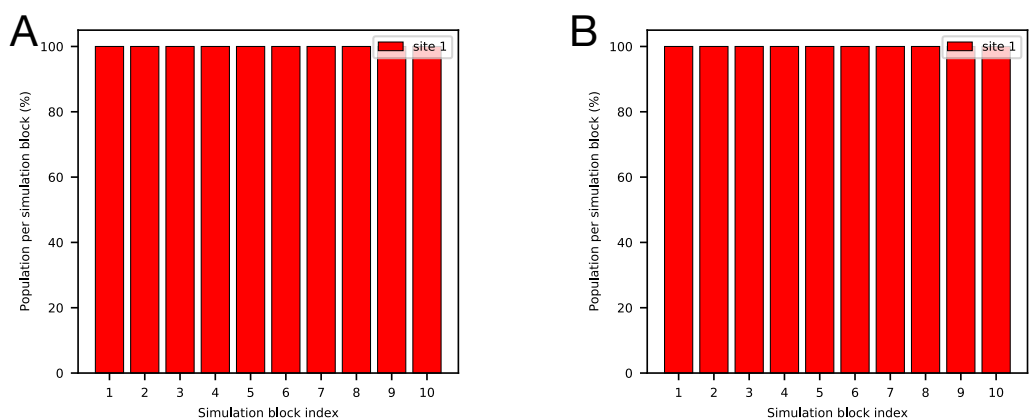 A
Population per simulation block (%)
100
80
60
40
20
0
site 1
1 2 3 4 5 6 7 8 9 10
Simulation block index
B
Population per simulation block (%)
100
80
60
40
20
0
site 1
1 2 3 4 5 6 7 8 9 10
Simulation block index